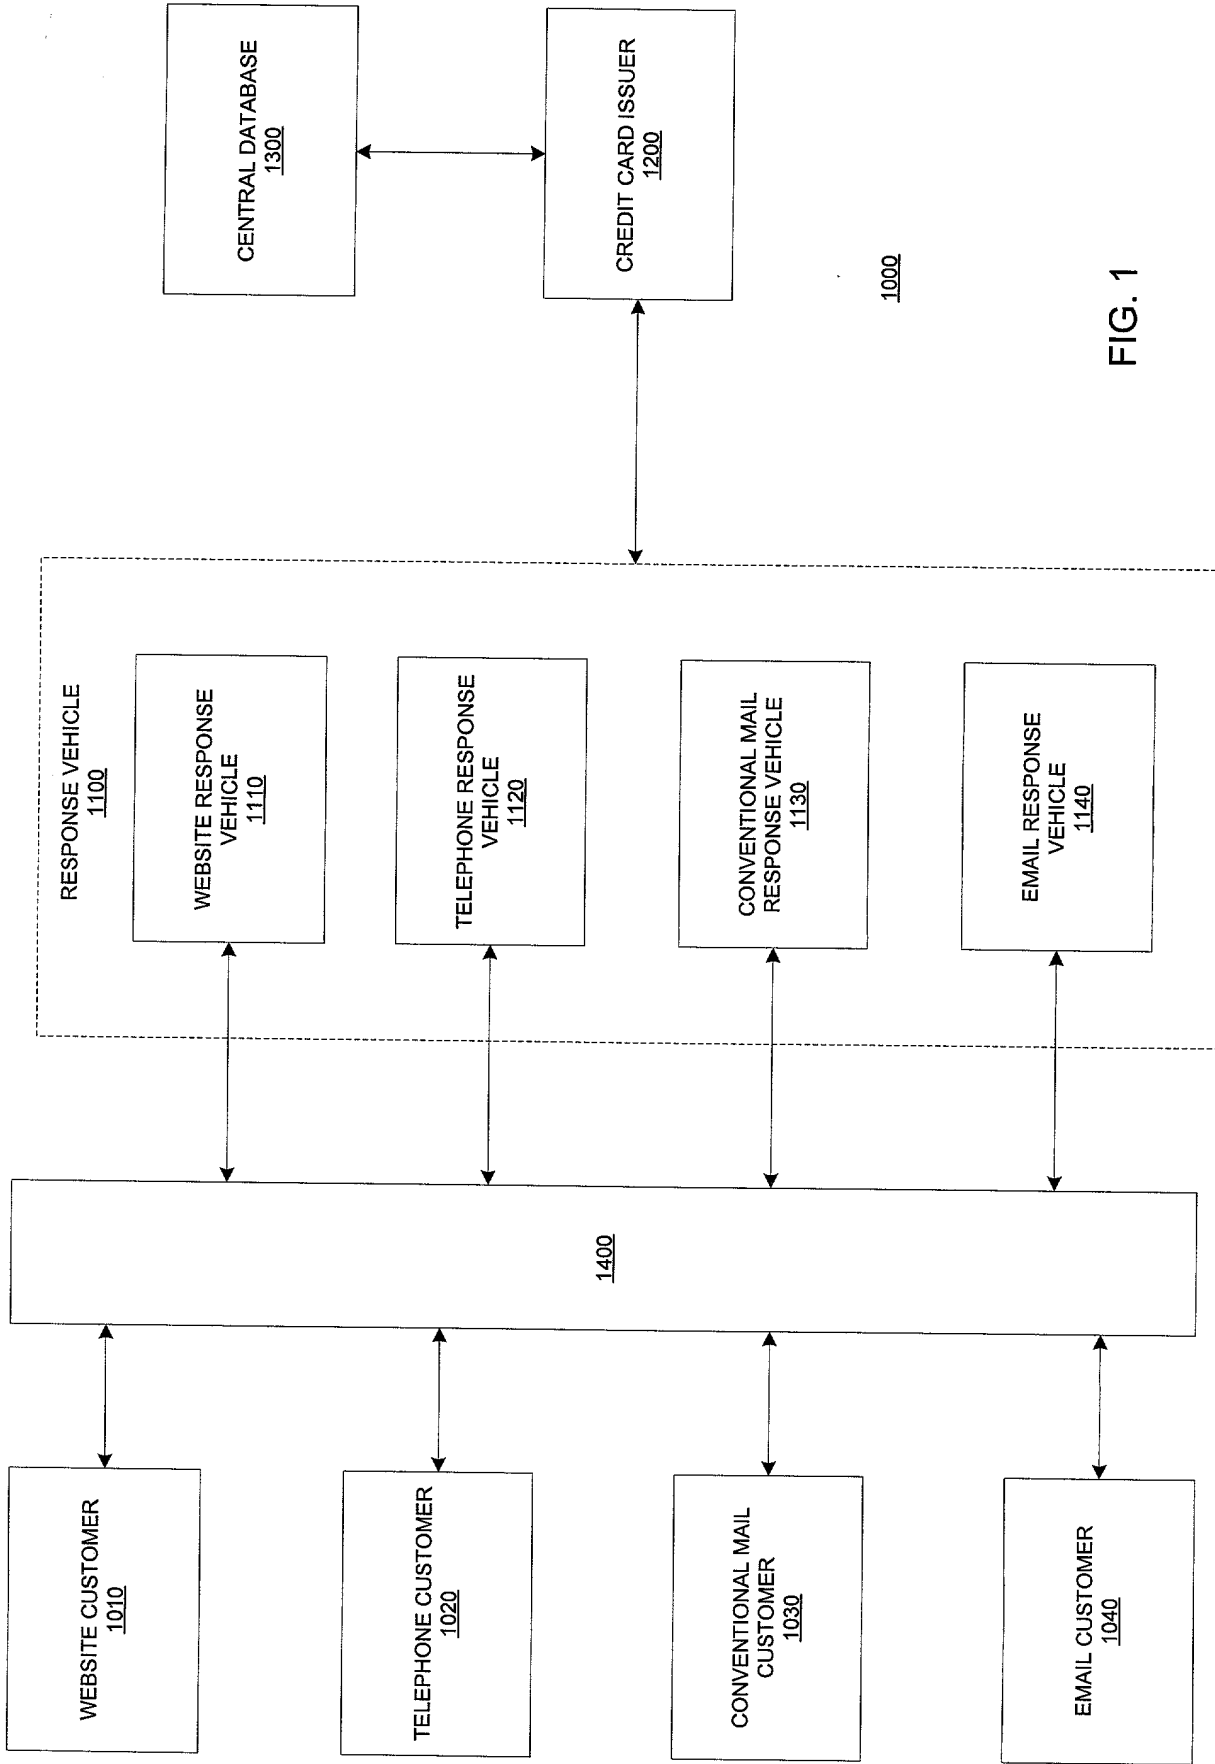 WEBSITE CUSTOMER
1010
TELEPHONE CUSTOMER
1020
CONVENTIONAL MAIL
CUSTOMER
1030
EMAIL CUSTOMER
1040
1400
RESPONSE VEHICLE
1100
WEBSITE RESPONSE
VEHICLE
1110
TELEPHONE RESPONSE
VEHICLE
1120
CONVENTIONAL MAIL
RESPONSE VEHICLE
1130
EMAIL RESPONSE
VEHICLE
1140
CENTRAL DATABASE
1300
CREDIT CARD ISSUER
1200
1000
FIG. 1